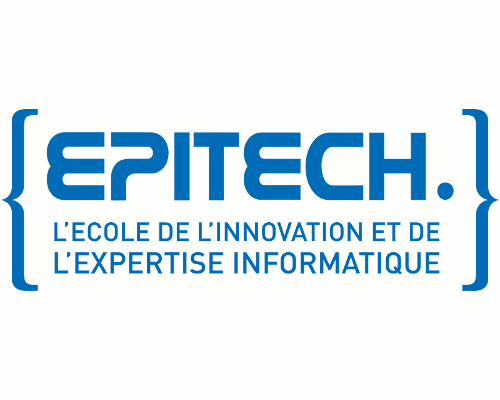 EPITECH.
L'ECOLE DE L'INNOVATION ET DE
L'EXPERTISE INFORMATIQUE